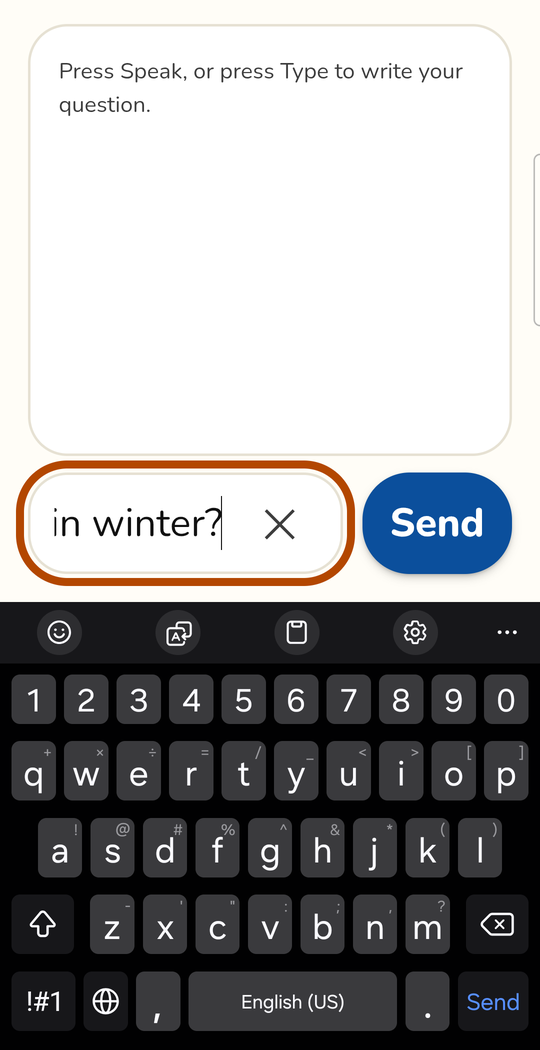 Press Speak, or press Type to write your
question.
in winter?
Send
1 2 3 4 5 6 7 8 9 0
+ × ÷ = / _ < > [ ]
q w e r t y u i o p
! @ # % ^ & * ( )
a s d f g h j k l
- ' " : ; , ?
z x c v b n m
!#1 , English (US) . Send